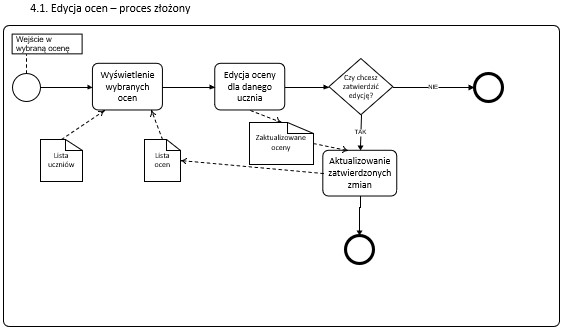 4.1. Edycja ocen – proces złożony
Wejście w
wybraną ocenę
Wyświetlenie
wybranych
ocen
Edycja oceny
dla danego
ucznia
Czy chcesz
zatwierdzić
edycję?
NIE
TAK
Zaktualizowane
oceny
Lista
uczniów
Lista
ocen
Aktualizowanie
zatwierdzonych
zmian